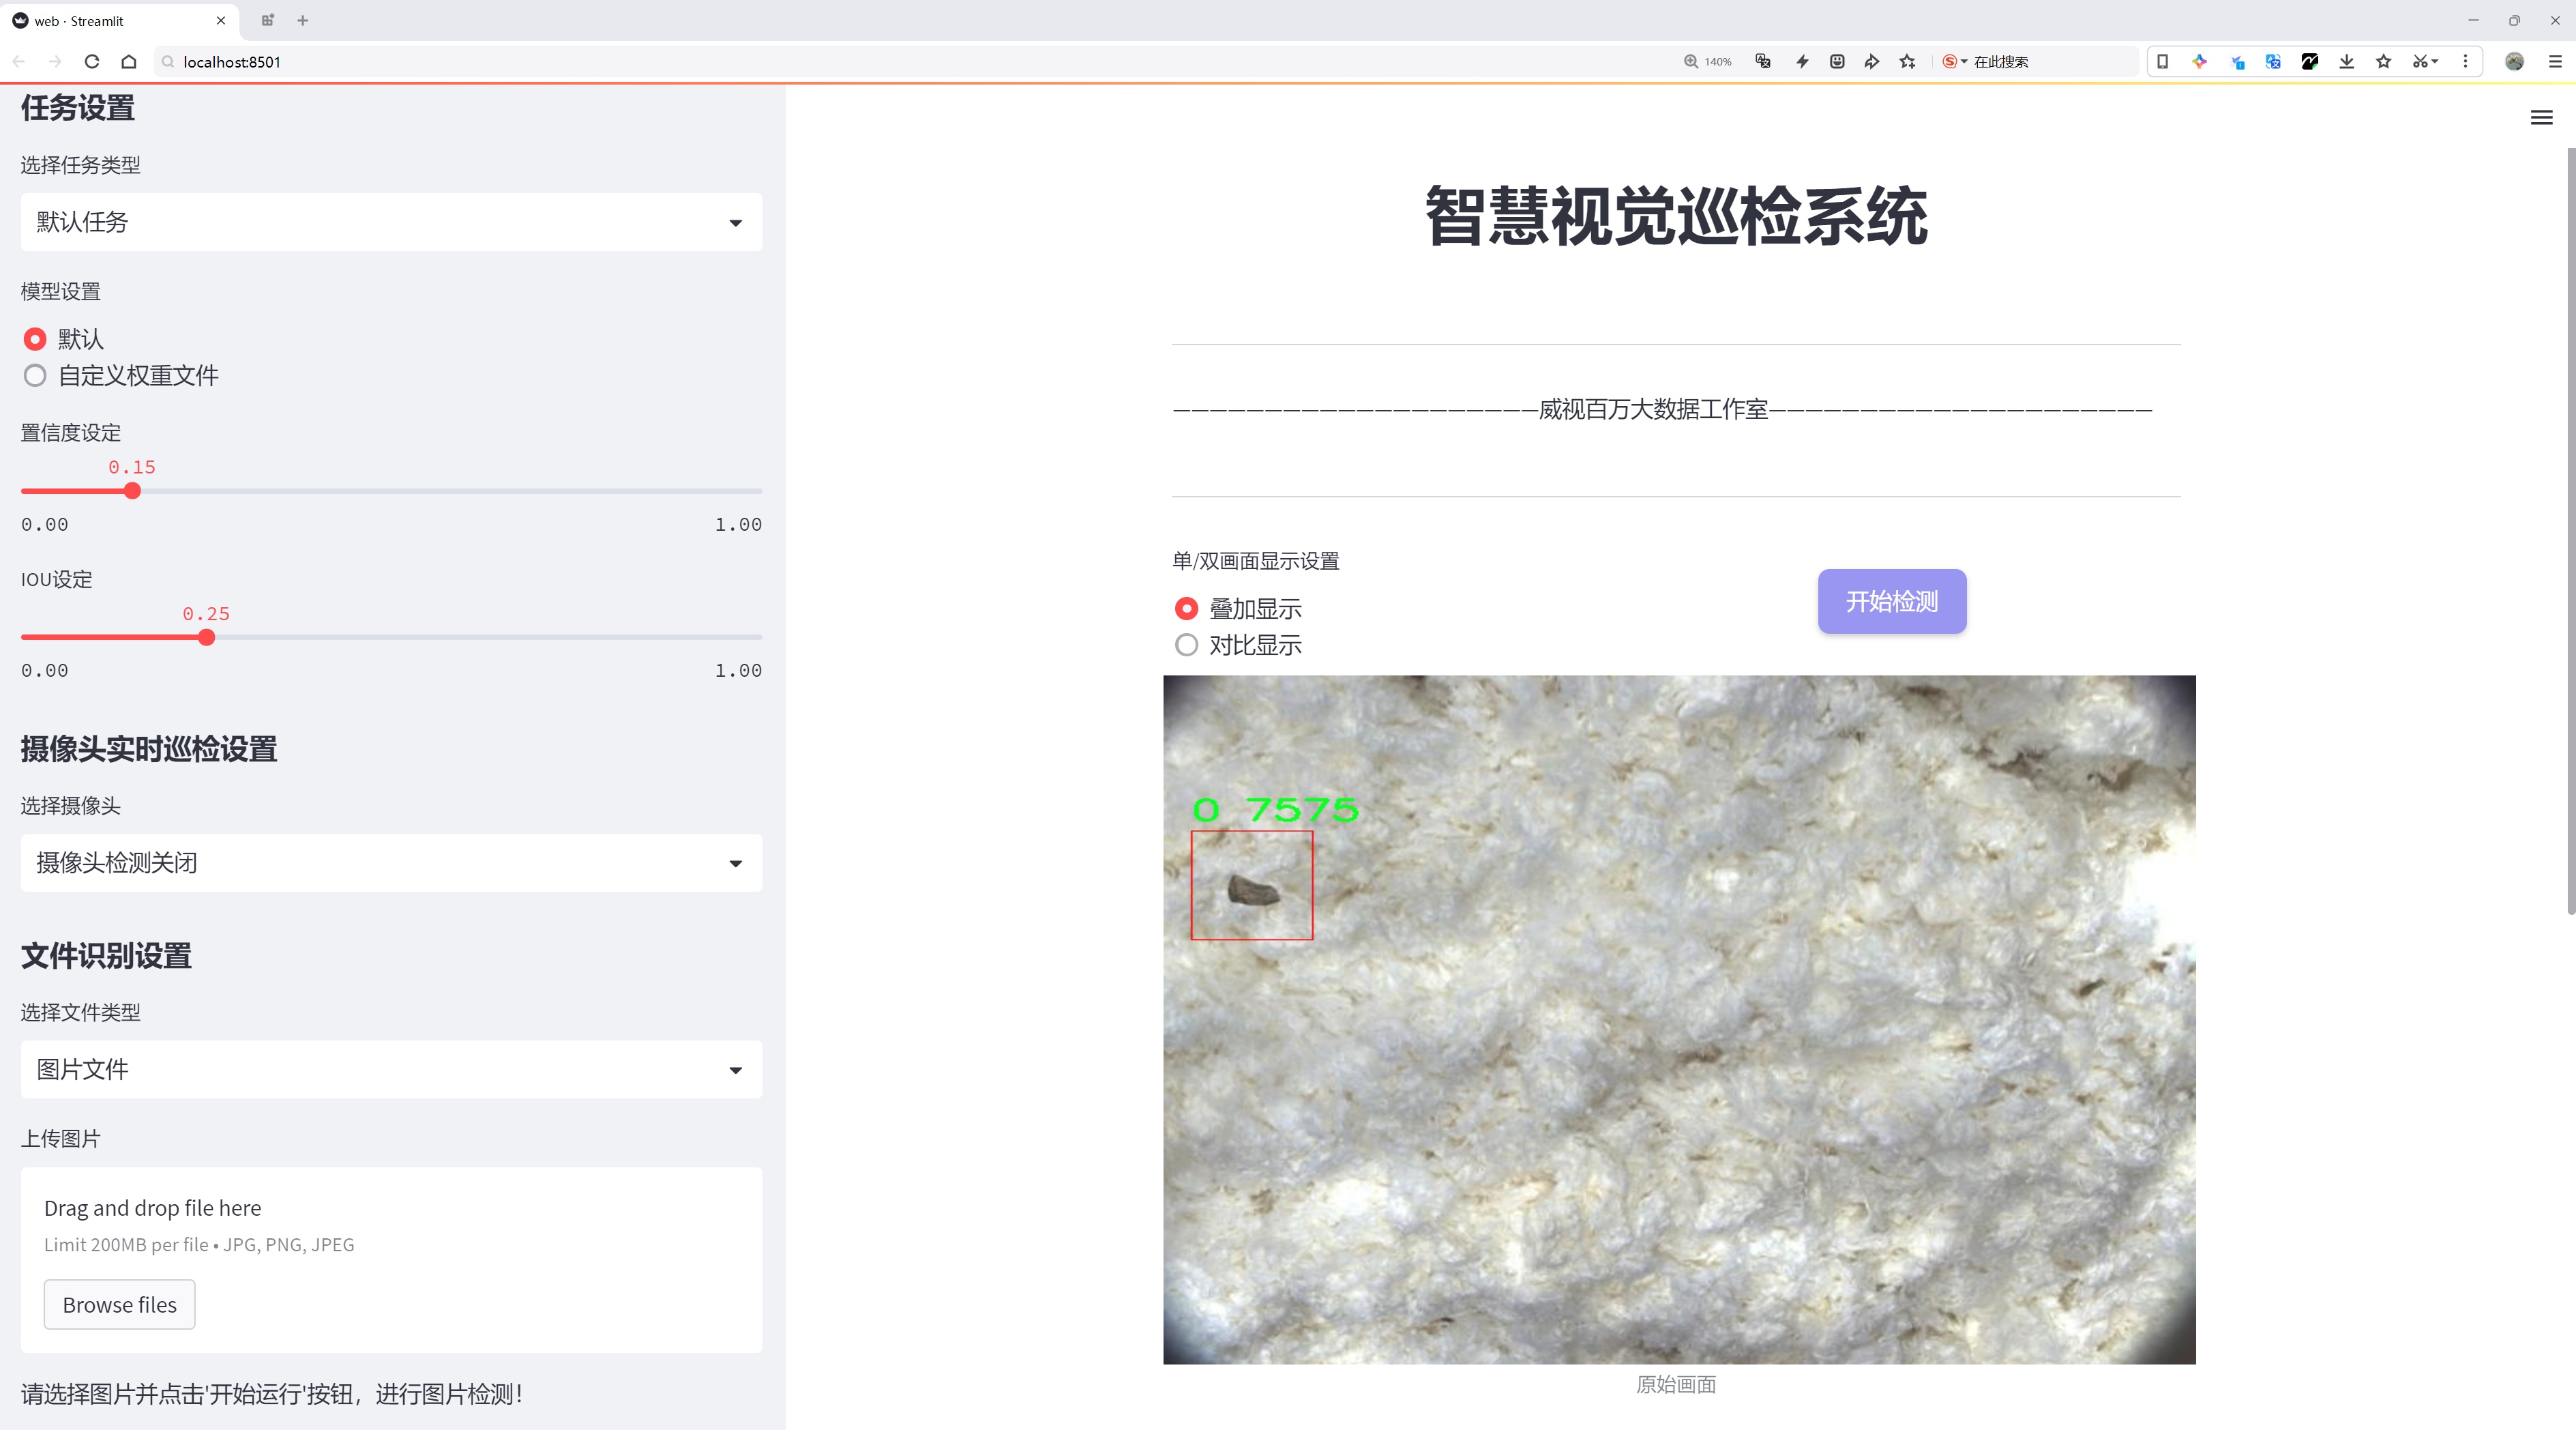 web · Streamlit
localhost:8501
140%
在此搜索
任务设置
选择任务类型
默认任务
模型设置
默认
自定义权重文件
置信度设定
0.15
0.00
1.00
IOU设定
0.25
0.00
1.00
摄像头实时巡检设置
选择摄像头
摄像头检测关闭
文件识别设置
选择文件类型
图片文件
上传图片
Drag and drop file here
Limit 200MB per file • JPG, PNG, JPEG
Browse files
请选择图片并点击'开始运行'按钮，进行图片检测！
智慧视觉巡检系统
—————————————————————威视百万大数据工作室——————————————————————
单/双画面显示设置
叠加显示
对比显示
开始检测
0 7575
原始画面